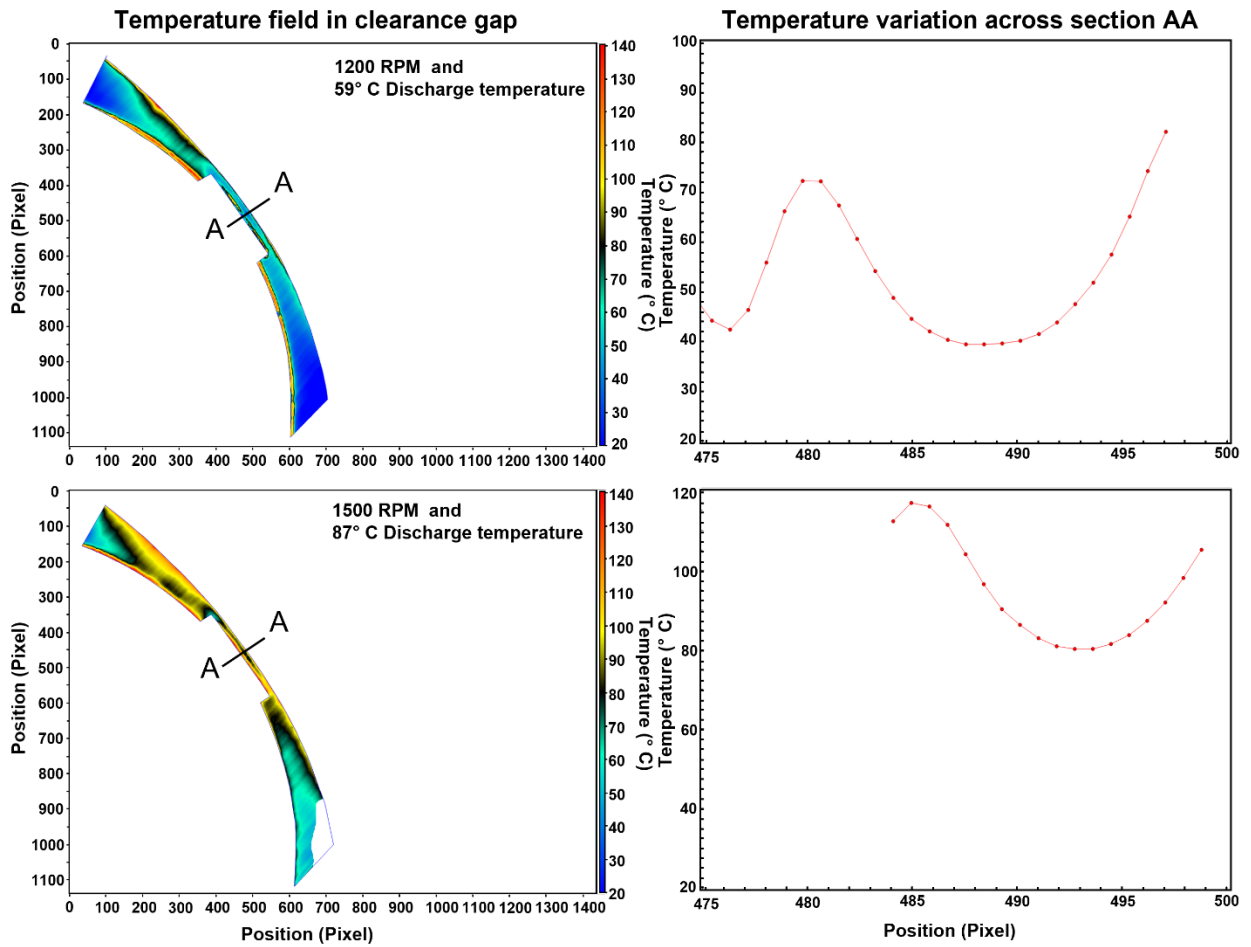 Temperature field in clearance gap
Temperature variation across section AA
1200 RPM and
59° C Discharge temperature
A
A
Position (Pixel)
0
100
200
300
400
500
600
700
800
900
1000
1100
0 100 200 300 400 500 600 700 800 900 1000 1100 1200 1300 1400
140
130
120
110
100
90
80
70
60
50
40
30
20
Temperature (° C)
Temperature (° C)
100
90
80
70
60
50
40
30
20
475 480 485 490 495 500
1500 RPM and
87° C Discharge temperature
A
A
Position (Pixel)
0
100
200
300
400
500
600
700
800
900
1000
1100
0 100 200 300 400 500 600 700 800 900 1000 1100 1200 1300 1400
Position (Pixel)
140
130
120
110
100
90
80
70
60
50
40
30
20
Temperature (° C)
Temperature (° C)
120
100
80
60
40
20
475 480 485 490 495 500
Position (Pixel)